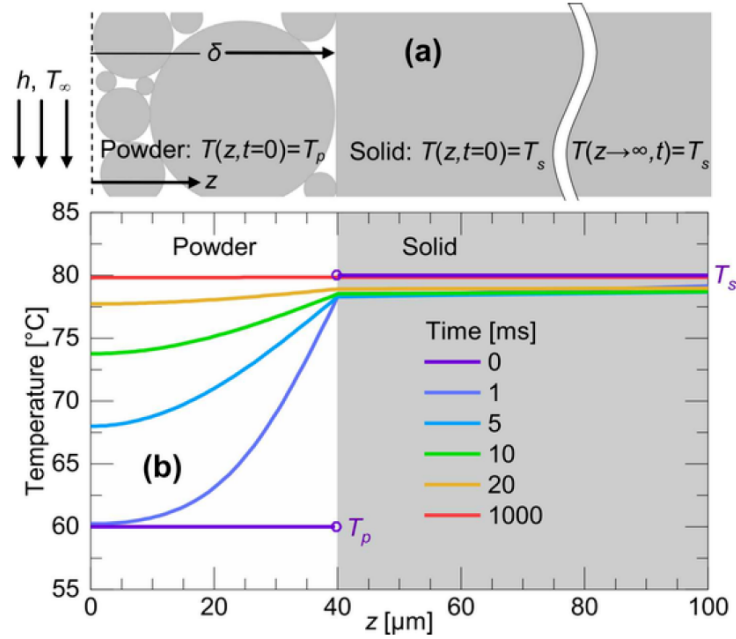 δ
(a)
h, T∞
Powder: T(z,t=0)=Tp
Solid: T(z,t=0)=Ts
T(z→∞,t)=Ts
z
85
80
75
70
65
60
55
Temperature [°C]
Powder
Solid
Ts
Time [ms]
0
1
5
10
20
1000
(b)
Tp
0
20
40
60
80
100
z [µm]